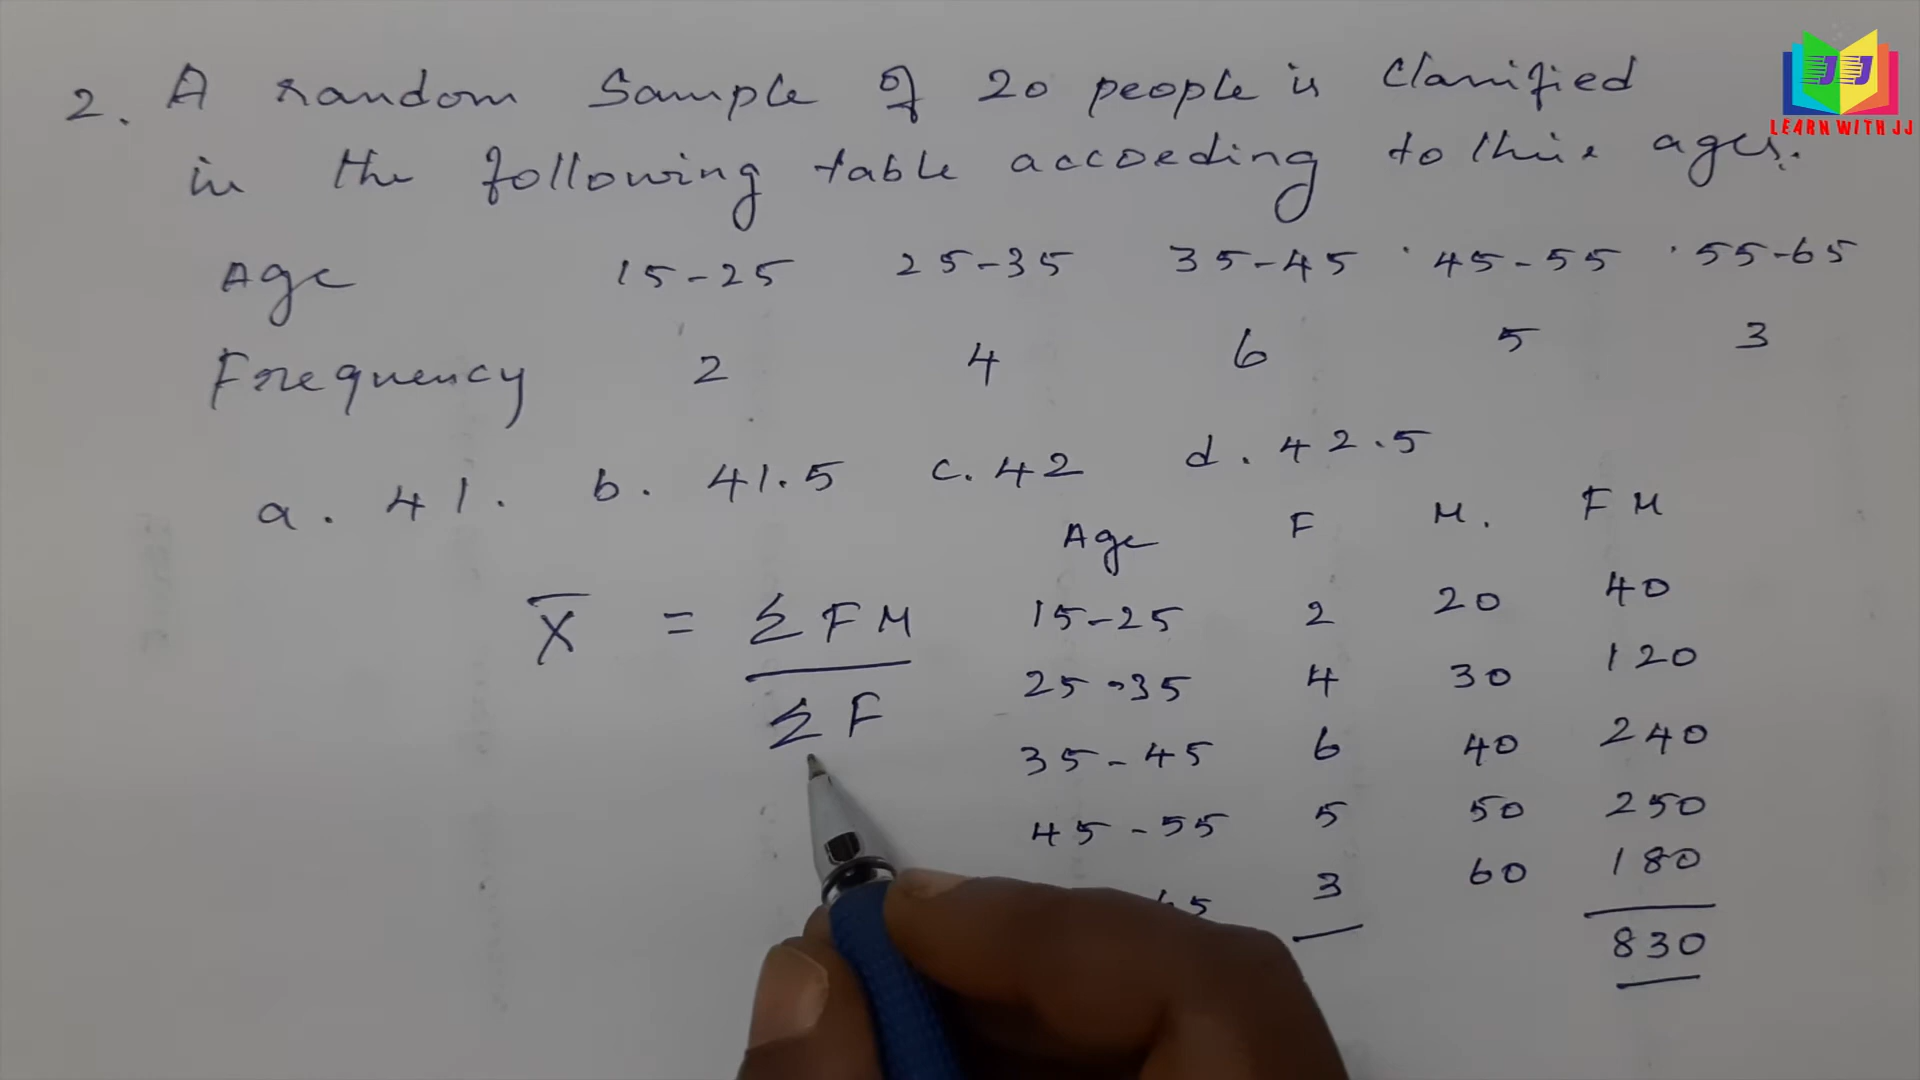 JJ
LEARN WITH JJ
2. A random Sample of 20 people is classified
in the following table according to their ages.
Age 15-25 25-35 35-45 45-55 55-65
Frequency 2 4 6 5 3
a. 41. b. 41.5 c. 42 d. 42.5
Age F M. FM
15-25 2 20 40
25-35 4 30 120
35-45 6 40 240
45-55 5 50 250
65 3 60 180
830
X̄ = ΣFM
ΣF